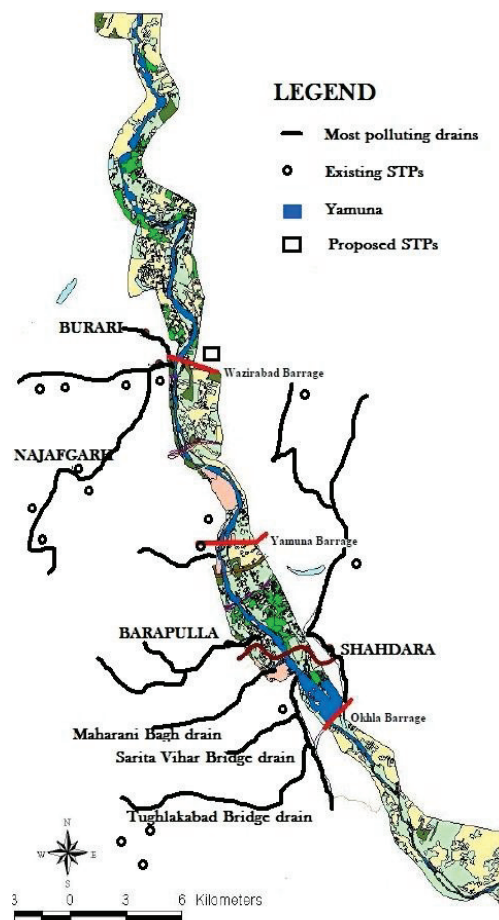 LEGEND
Most polluting drains
Existing STPs
Yamuna
Proposed STPs
BURARI
Wazirabad Barrage
NAJAFGARH
Yamuna Barrage
BARAPULLA
SHAHDARA
Maharani Bagh drain
Okhla Barrage
Sarita Vihar Bridge drain
Tughlakabad Bridge drain
N
W E
S
3 0 3 6 Kilometers